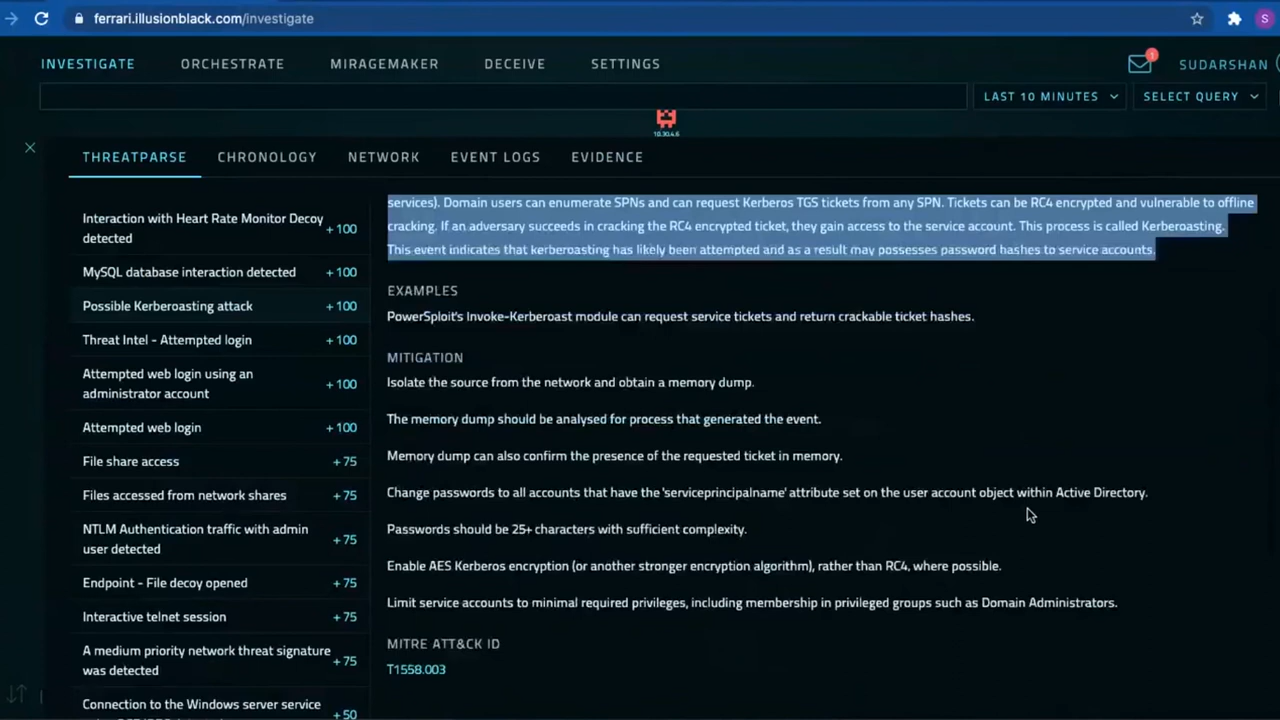 ferrari.illusionblack.com/investigate
S
INVESTIGATE ORCHESTRATE MIRAGEMAKER DECEIVE SETTINGS
1
SUDARSHAN
LAST 10 MINUTES
SELECT QUERY
10.30.4.6
THREATPARSE CHRONOLOGY NETWORK EVENT LOGS EVIDENCE
Interaction with Heart Rate Monitor Decoy
detected
+100
MySQL database interaction detected +100
Possible Kerberoasting attack +100
Threat Intel - Attempted login +100
Attempted web login using an
administrator account
+100
Attempted web login +100
File share access +75
Files accessed from network shares +75
NTLM Authentication traffic with admin
user detected
+75
Endpoint - File decoy opened +75
Interactive telnet session +75
A medium priority network threat signature
was detected
+75
Connection to the Windows server service
+50
services). Domain users can enumerate SPNs and can request Kerberos TGS tickets from any SPN. Tickets can be RC4 encrypted and vulnerable to offline
cracking. If an adversary succeeds in cracking the RC4 encrypted ticket, they gain access to the service account. This process is called Kerberoasting.
This event indicates that kerberoasting has likely been attempted and as a result may possesses password hashes to service accounts.
EXAMPLES
PowerSploit's Invoke-Kerberoast module can request service tickets and return crackable ticket hashes.
MITIGATION
Isolate the source from the network and obtain a memory dump.
The memory dump should be analysed for process that generated the event.
Memory dump can also confirm the presence of the requested ticket in memory.
Change passwords to all accounts that have the 'serviceprincipalname' attribute set on the user account object within Active Directory.
Passwords should be 25+ characters with sufficient complexity.
Enable AES Kerberos encryption (or another stronger encryption algorithm), rather than RC4, where possible.
Limit service accounts to minimal required privileges, including membership in privileged groups such as Domain Administrators.
MITRE ATT&CK ID
T1558.003